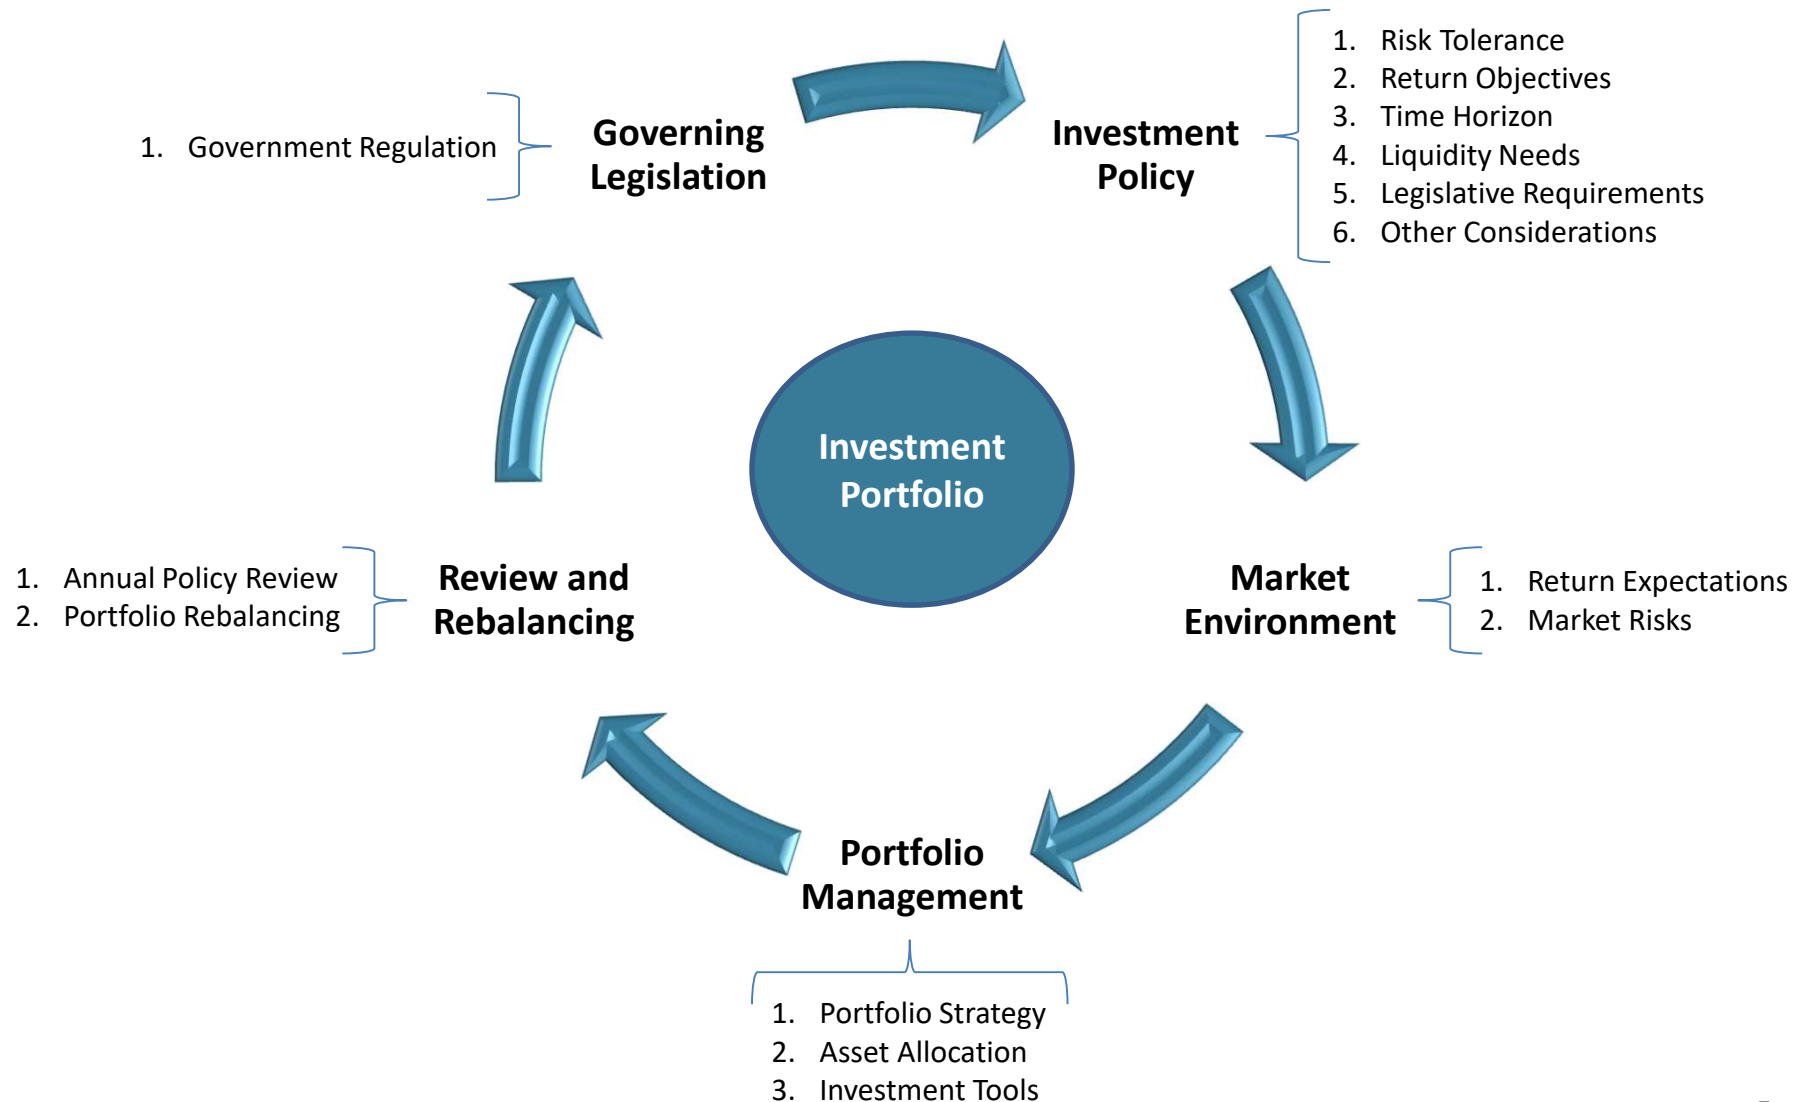 1. Government Regulation
Governing
Legislation
Investment
Policy
1. Risk Tolerance
2. Return Objectives
3. Time Horizon
4. Liquidity Needs
5. Legislative Requirements
6. Other Considerations
Investment
Portfolio
1. Annual Policy Review
2. Portfolio Rebalancing
Review and
Rebalancing
Market
Environment
1. Return Expectations
2. Market Risks
Portfolio
Management
1. Portfolio Strategy
2. Asset Allocation
3. Investment Tools